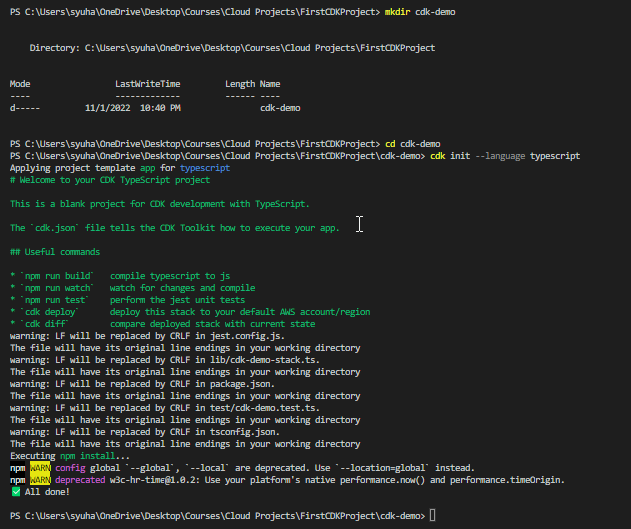 PS C:\Users\syuha\OneDrive\Desktop\Courses\Cloud Projects\FirstCDKProject> mkdir cdk-demo
Directory: C:\Users\syuha\OneDrive\Desktop\Courses\Cloud Projects\FirstCDKProject
Mode LastWriteTime Length Name
---- ------------- ------ ----
d----- 11/1/2022 10:40 PM cdk-demo
PS C:\Users\syuha\OneDrive\Desktop\Courses\Cloud Projects\FirstCDKProject> cd cdk-demo
PS C:\Users\syuha\OneDrive\Desktop\Courses\Cloud Projects\FirstCDKProject\cdk-demo> cdk init --language typescript
Applying project template app for typescript
# Welcome to your CDK TypeScript project
This is a blank project for CDK development with TypeScript.
The `cdk.json` file tells the CDK Toolkit how to execute your app.
## Useful commands
* `npm run build` compile typescript to js
* `npm run watch` watch for changes and compile
* `npm run test` perform the jest unit tests
* `cdk deploy` deploy this stack to your default AWS account/region
* `cdk diff` compare deployed stack with current state
warning: LF will be replaced by CRLF in jest.config.js.
The file will have its original line endings in your working directory
warning: LF will be replaced by CRLF in lib/cdk-demo-stack.ts.
The file will have its original line endings in your working directory
warning: LF will be replaced by CRLF in package.json.
The file will have its original line endings in your working directory
warning: LF will be replaced by CRLF in test/cdk-demo.test.ts.
The file will have its original line endings in your working directory
warning: LF will be replaced by CRLF in tsconfig.json.
The file will have its original line endings in your working directory
Executing npm install...
npm WARN config global `--global`, `--local` are deprecated. Use `--location=global` instead.
npm WARN deprecated w3c-hr-time@1.0.2: Use your platform's native performance.now() and performance.timeOrigin.
✅ All done!
PS C:\Users\syuha\OneDrive\Desktop\Courses\Cloud Projects\FirstCDKProject\cdk-demo>